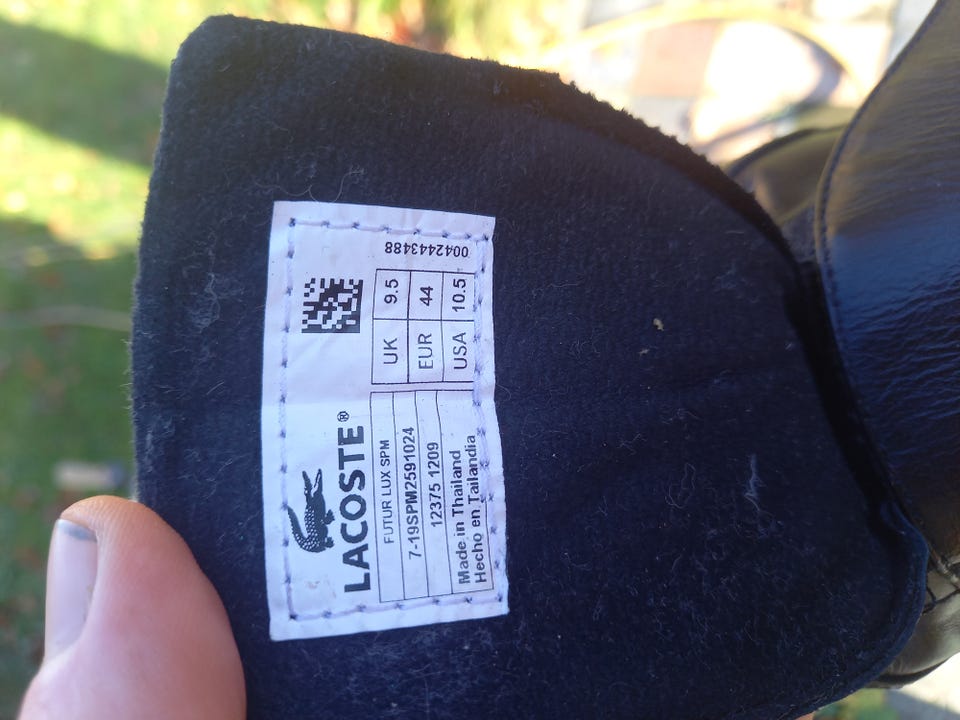 LACOSTE®
FUTUR LUX SPM
7-19SPM2591024
12375 1209
Made in Thailand
Hecho en Tailandia
UK 9.5
EUR 44
USA 10.5
0042443488